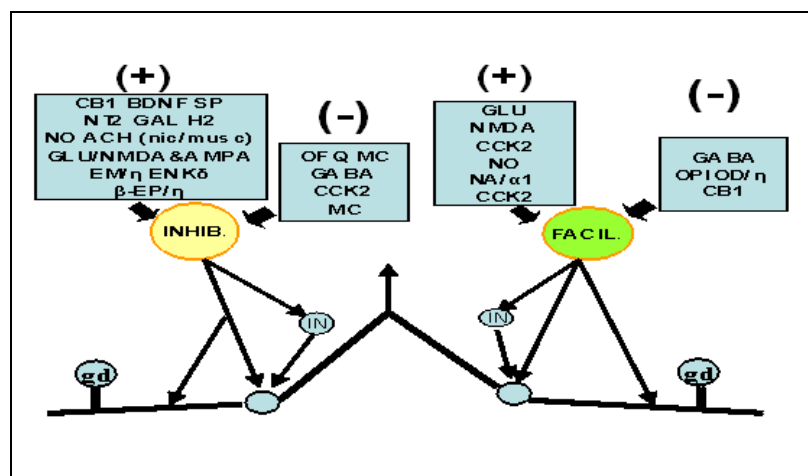 (+)
CB1 BDNF SP
NT2 GAL H2
NO ACH (nic/musc)
GLU/NMDA&AMPA
EM/η ENKδ
β-EP/η
(-)
OFQ MC
GABA
CCK2
MC
(+)
GLU
NMDA
CCK2
NO
NA/α1
CCK2
(-)
GABA
OPIOD/η
CB1
INHIB.
FACIL.
IN
IN
gd
gd